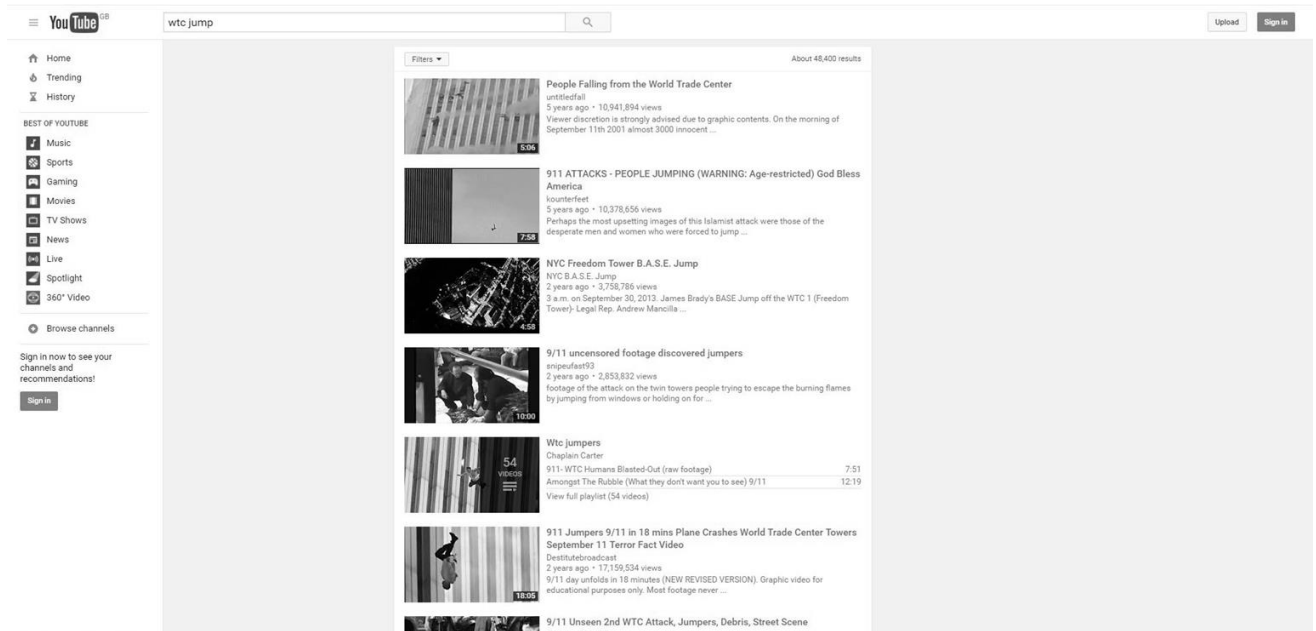 YouTube GB
wtc jump
Upload
Sign in
Home
Trending
History
BEST OF YOUTUBE
Music
Sports
Gaming
Movies
TV Shows
News
Live
Spotlight
360° Video
Browse channels
Sign in now to see your
channels and
recommendations!
Sign in
Filters
About 48,400 results
5:06
People Falling from the World Trade Center
untitledfall
5 years ago • 10,941,894 views
Viewer discretion is strongly advised due to graphic contents. On the morning of
September 11th 2001 almost 3000 innocent ...
7:58
911 ATTACKS - PEOPLE JUMPING (WARNING: Age-restricted) God Bless
America
kounterfeet
5 years ago • 10,378,656 views
Perhaps the most upsetting images of this Islamist attack were those of the
desperate men and women who were forced to jump ...
4:58
NYC Freedom Tower B.A.S.E. Jump
NYC B.A.S.E. Jump
2 years ago • 3,758,786 views
3 a.m. on September 30, 2013. James Brady's BASE Jump off the WTC 1 (Freedom
Tower)- Legal Rep. Andrew Mancilla ...
10:00
9/11 uncensored footage discovered jumpers
snipeufast93
2 years ago • 2,853,832 views
footage of the attack on the twin towers people trying to escape the burning flames
by jumping from windows or holding on for ...
54
VIDEOS
Wtc jumpers
Chaplain Carter
911- WTC Humans Blasted-Out (raw footage) 7:51
Amongst The Rubble (What they don't want you to see) 9/11 12:19
View full playlist (54 videos)
18:05
911 Jumpers 9/11 in 18 mins Plane Crashes World Trade Center Towers
September 11 Terror Fact Video
Destitutebroadcast
2 years ago • 17,159,534 views
9/11 day unfolds in 18 minutes (NEW REVISED VERSION). Graphic video for
educational purposes only. Most footage never ...
9/11 Unseen 2nd WTC Attack, Jumpers, Debris, Street Scene